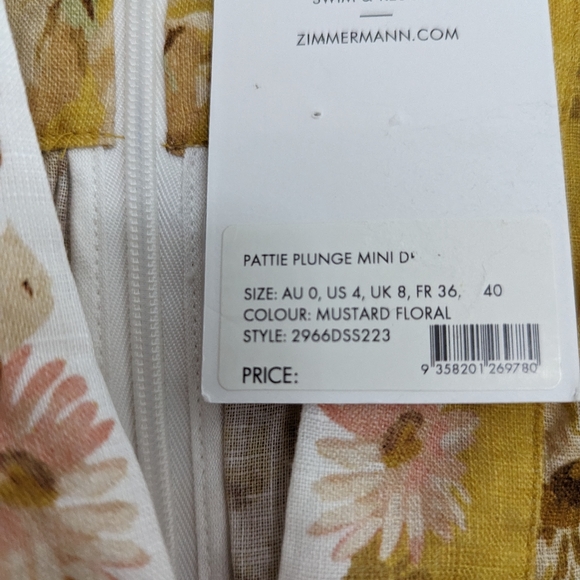 ZIMMERMANN.COM
PATTIE PLUNGE MINI
SIZE: AU 0, US 4, UK 8, FR 36, 40
COLOUR: MUSTARD FLORAL
STYLE: 2966DSS223
PRICE:
9 358201 269780